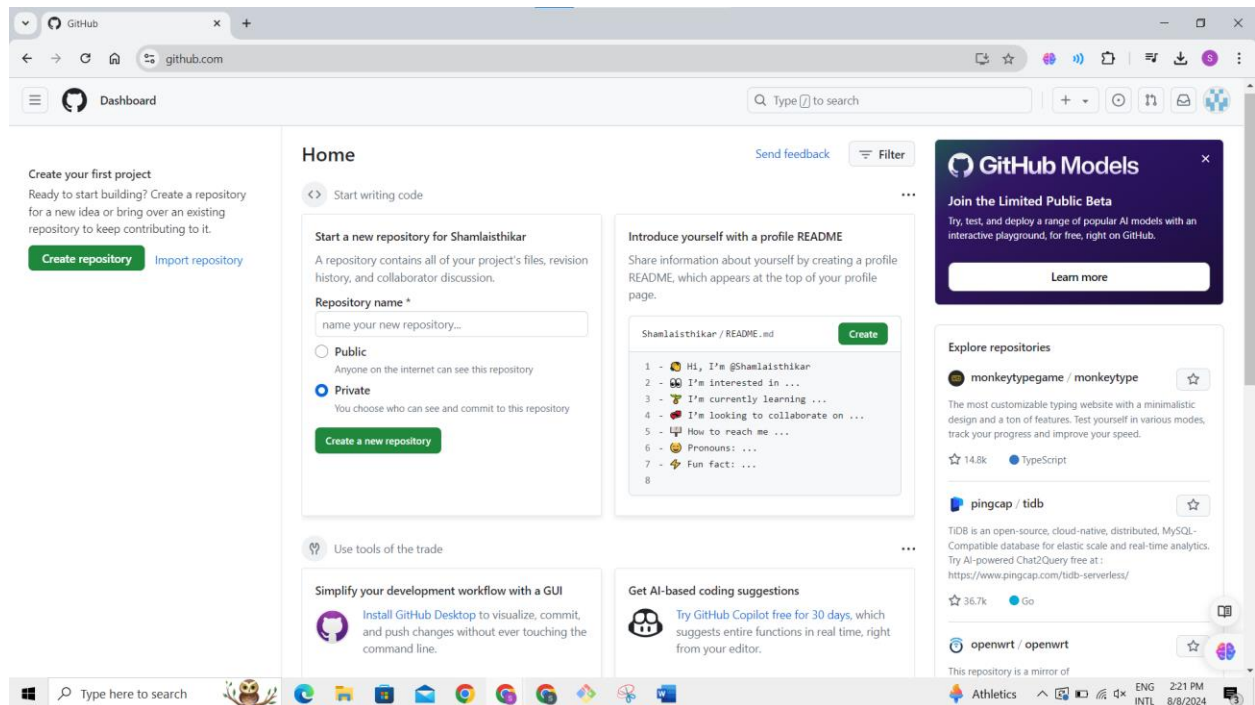 GitHub
github.com
Dashboard
Type / to search
Create your first project
Ready to start building? Create a repository
for a new idea or bring over an existing
repository to keep contributing to it.
Create repository
Import repository
Home
Send feedback
Filter
Start writing code
Start a new repository for Shamlaisthikar
A repository contains all of your project's files, revision
history, and collaborator discussion.
Repository name *
name your new repository...
Public
Anyone on the internet can see this repository
Private
You choose who can see and commit to this repository
Create a new repository
Introduce yourself with a profile README
Share information about yourself by creating a profile
README, which appears at the top of your profile
page.
Shamlaisthikar / README.md
Create
1 - 👋 Hi, I'm @Shamlaisthikar
2 - 👀 I'm interested in ...
3 - 🌱 I'm currently learning ...
4 - 💞️ I'm looking to collaborate on ...
5 - 📫 How to reach me ...
6 - 😄 Pronouns: ...
7 - ⚡ Fun fact: ...
8
Use tools of the trade
Simplify your development workflow with a GUI
Install GitHub Desktop to visualize, commit,
and push changes without ever touching the
command line.
Get AI-based coding suggestions
Try GitHub Copilot free for 30 days, which
suggests entire functions in real time, right
from your editor.
GitHub Models
Join the Limited Public Beta
Try, test, and deploy a range of popular AI models with an
interactive playground, for free, right on GitHub.
Learn more
Explore repositories
monkeytypegame / monkeytype
The most customizable typing website with a minimalistic
design and a ton of features. Test yourself in various modes,
track your progress and improve your speed.
14.8k TypeScript
pingcap / tidb
TiDB is an open-source, cloud-native, distributed, MySQL-
Compatible database for elastic scale and real-time analytics.
Try AI-powered Chat2Query free at :
https://www.pingcap.com/tidb-serverless/
36.7k Go
openwrt / openwrt
This repository is a mirror of
Type here to search
Athletics
ENG
INTL
2:21 PM
8/8/2024
3